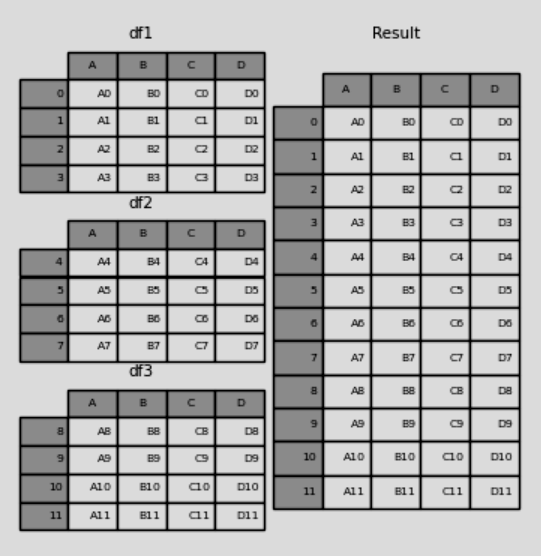 df1
A B C D
0 A0 B0 C0 D0
1 A1 B1 C1 D1
2 A2 B2 C2 D2
3 A3 B3 C3 D3
df2
A B C D
4 A4 B4 C4 D4
5 A5 B5 C5 D5
6 A6 B6 C6 D6
7 A7 B7 C7 D7
df3
A B C D
8 A8 B8 C8 D8
9 A9 B9 C9 D9
10 A10 B10 C10 D10
11 A11 B11 C11 D11
Result
A B C D
0 A0 B0 C0 D0
1 A1 B1 C1 D1
2 A2 B2 C2 D2
3 A3 B3 C3 D3
4 A4 B4 C4 D4
5 A5 B5 C5 D5
6 A6 B6 C6 D6
7 A7 B7 C7 D7
8 A8 B8 C8 D8
9 A9 B9 C9 D9
10 A10 B10 C10 D10
11 A11 B11 C11 D11